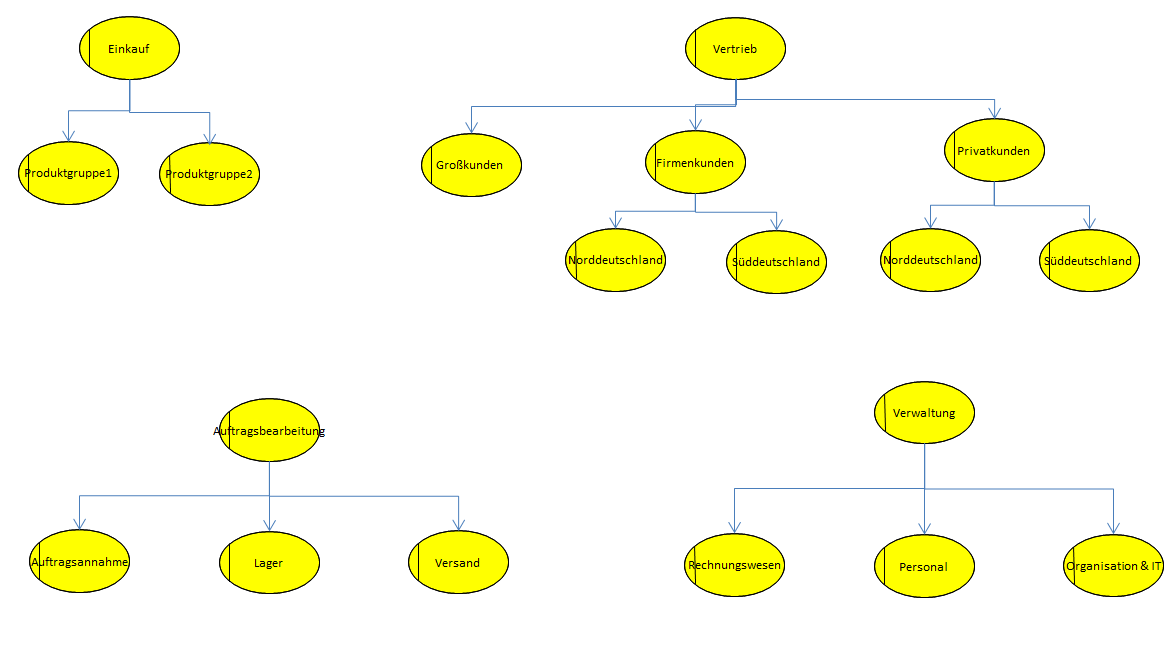 Einkauf
Vertrieb
Produktgruppe1
Produktgruppe2
Großkunden
Firmenkunden
Privatkunden
Norddeutschland
Süddeutschland
Norddeutschland
Süddeutschland
Auftragsbearbeitung
Verwaltung
Auftragsannahme
Lager
Versand
Rechnungswesen
Personal
Organisation & IT